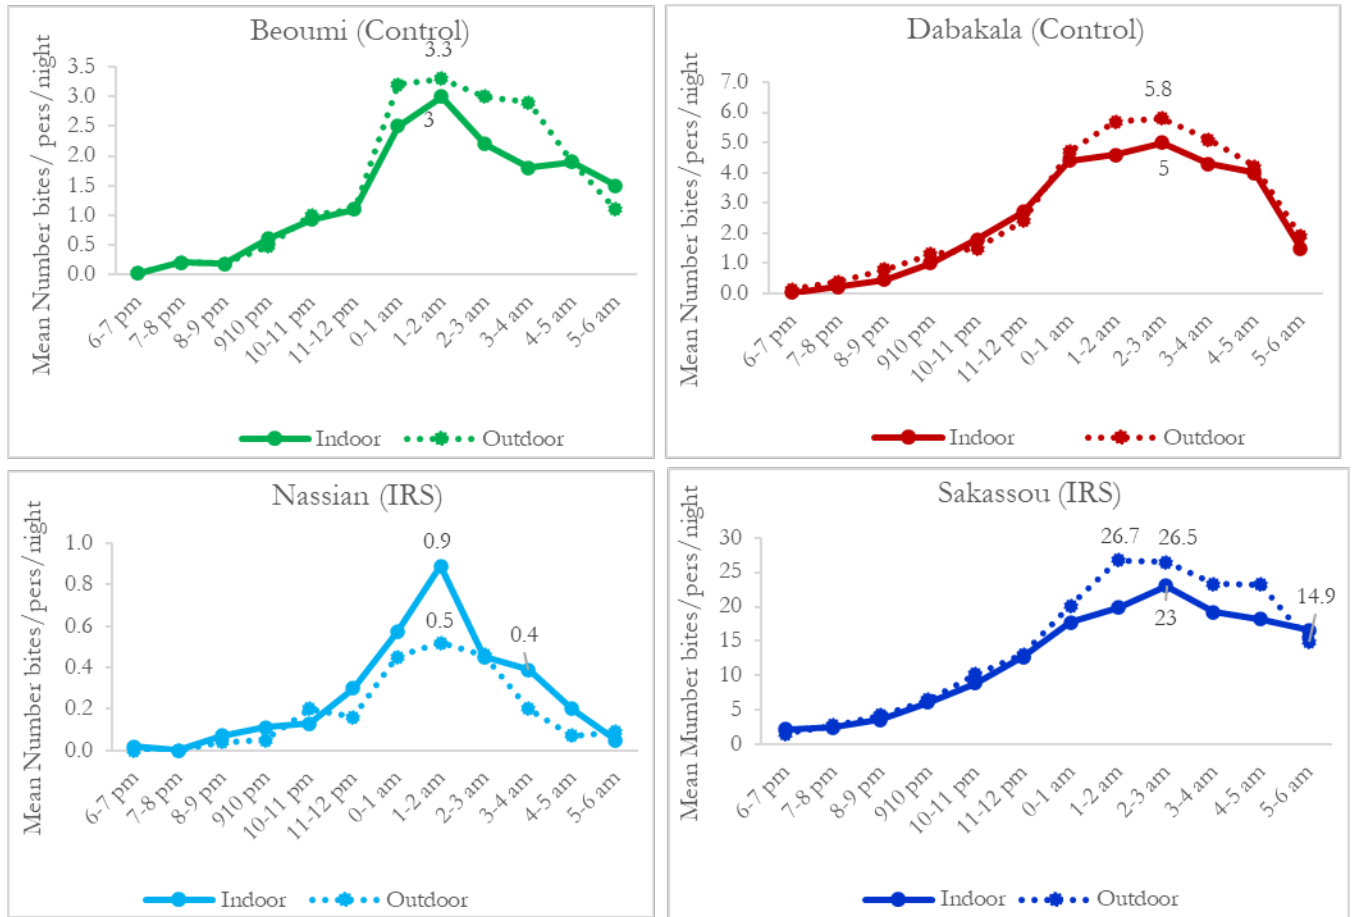 Beoumi (Control)
Mean Number bites/ pers/night
3.5
3.0
2.5
2.0
1.5
1.0
0.5
0.0
3.3
3
6-7 pm
7-8 pm
8-9 pm
910 pm
10-11 pm
11-12 pm
0-1 am
1-2 am
2-3 am
3-4 am
4-5 am
5-6 am
Indoor
Outdoor
Dabakala (Control)
Mean Number bites/pers/night
7.0
6.0
5.0
4.0
3.0
2.0
1.0
0.0
5.8
5
6-7 pm
7-8 pm
8-9 pm
910 pm
10-11 pm
11-12 pm
0-1 am
1-2 am
2-3 am
3-4 am
4-5 am
5-6 am
Indoor
Outdoor
Nassian (IRS)
Mean Number bites/pers/night
1.0
0.8
0.6
0.4
0.2
0.0
0.9
0.5
0.4
6-7 pm
7-8 pm
8-9 pm
910 pm
10-11 pm
11-12 pm
0-1 am
1-2 am
2-3 am
3-4 am
4-5 am
5-6 am
Indoor
Outdoor
Sakassou (IRS)
Mean Mumber bites/pers/night
30
25
20
15
10
5
0
26.7
26.5
23
14.9
6-7 pm
7-8 pm
8-9 pm
910 pm
10-11 pm
11-12 pm
0-1 am
1-2 am
2-3 am
3-4 am
4-5 am
5-6 am
Indoor
Outdoor